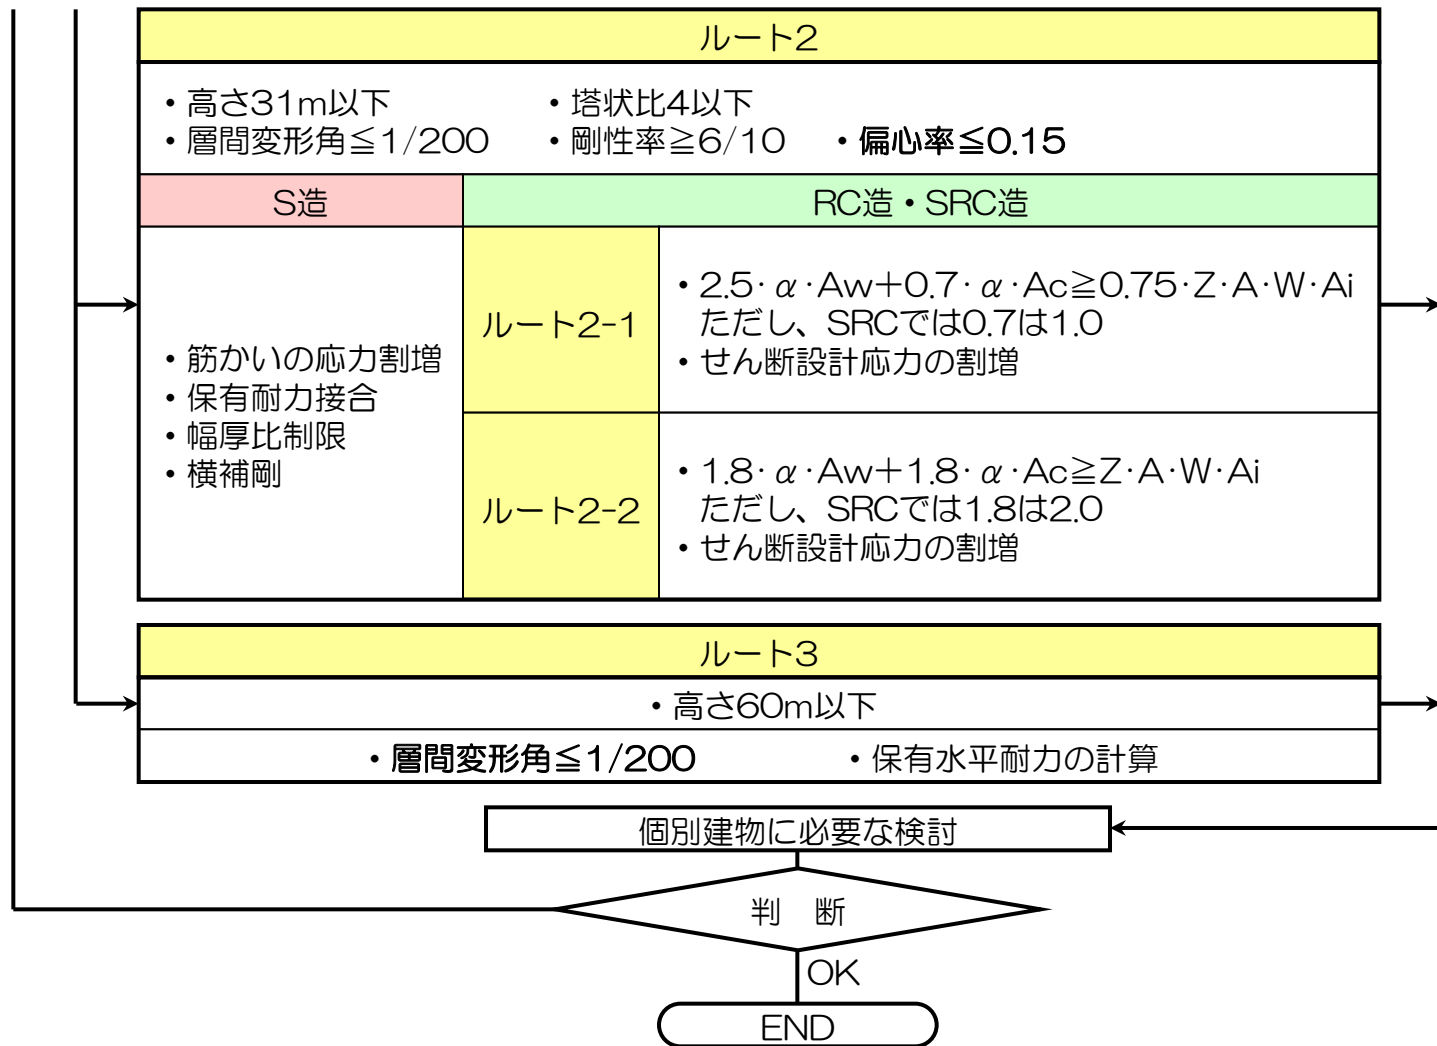 ルート2
・高さ31m以下 ・塔状比4以下
・層間変形角≦1/200 ・剛性率≧6/10 ・偏心率≦0.15
S造 RC造・SRC造
・筋かいの応力割増
・保有耐力接合
・幅厚比制限
・横補剛
ルート2-1
・2.5・α・Aw＋0.7・α・Ac≧0.75・Z・A・W・Ai
ただし、SRCでは0.7は1.0
・せん断設計応力の割増
ルート2-2
・1.8・α・Aw＋1.8・α・Ac≧Z・A・W・Ai
ただし、SRCでは1.8は2.0
・せん断設計応力の割増
ルート3
・高さ60m以下
・層間変形角≦1/200 ・保有水平耐力の計算
個別建物に必要な検討
判　断
OK
END